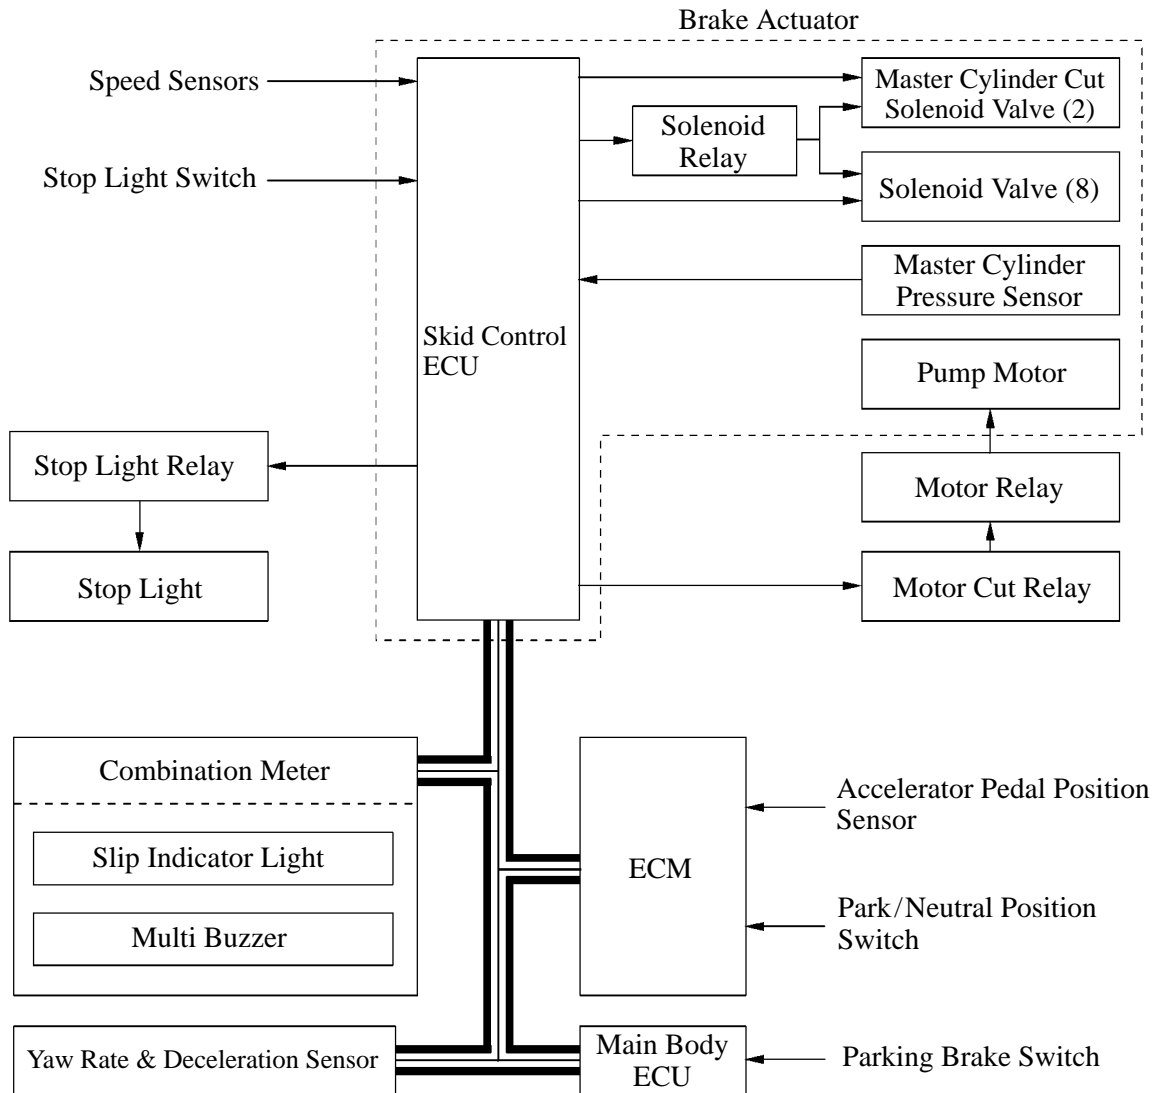 Brake Actuator
Speed Sensors
Master Cylinder Cut
Solenoid Valve (2)
Solenoid
Relay
Stop Light Switch
Solenoid Valve (8)
Master Cylinder
Pressure Sensor
Skid Control
ECU
Pump Motor
Stop Light Relay
Motor Relay
Stop Light
Motor Cut Relay
Combination Meter
Accelerator Pedal Position
Sensor
Slip Indicator Light
ECM
Park/Neutral Position
Switch
Multi Buzzer
Yaw Rate & Deceleration Sensor
Main Body
ECU
Parking Brake Switch